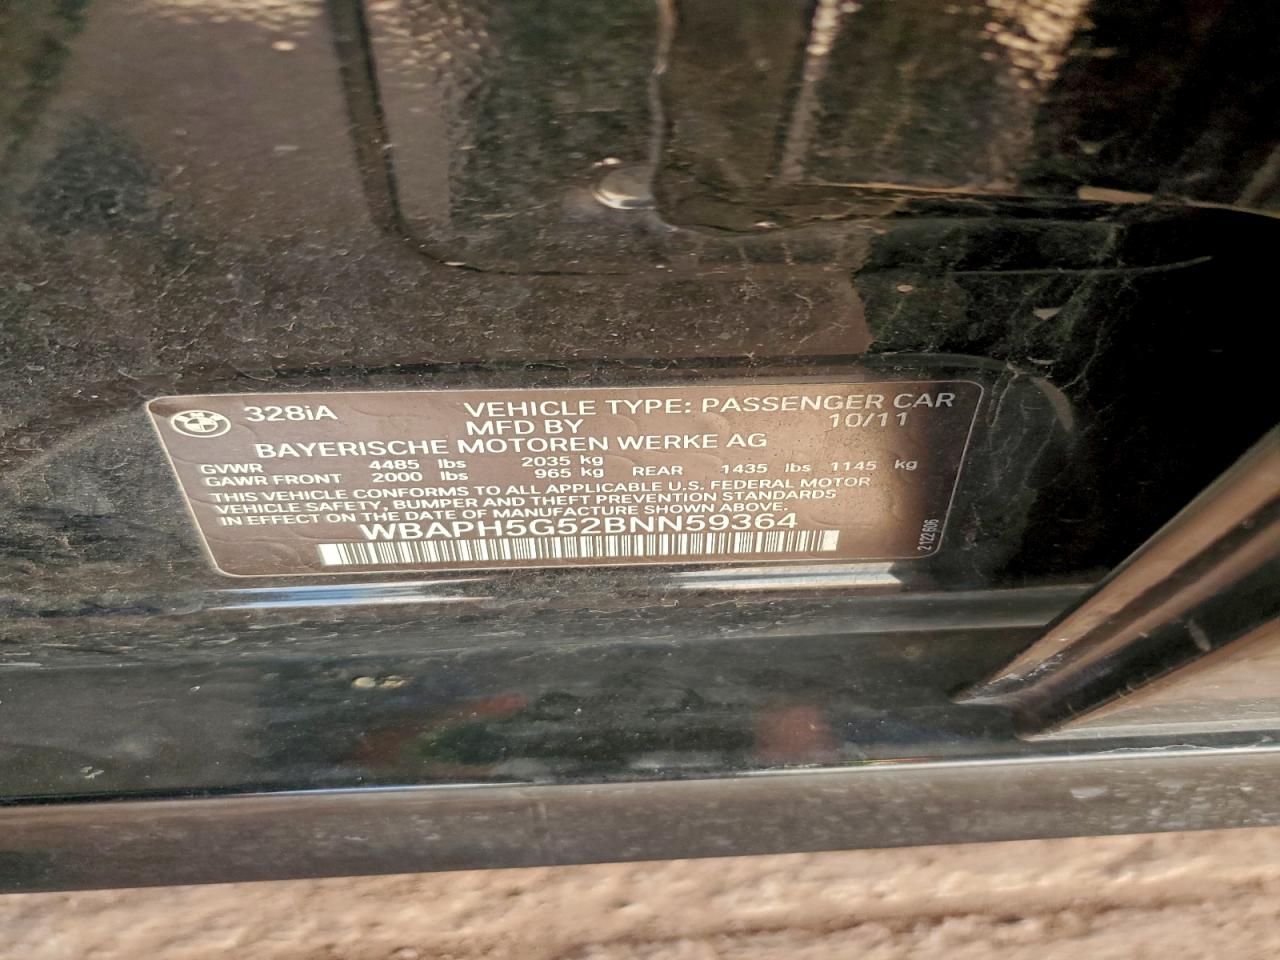 328iA VEHICLE TYPE: PASSENGER CAR
MFD BY 10/11
BAYERISCHE MOTOREN WERKE AG
GVWR 4485 lbs 2035 kg
GAWR FRONT 2000 lbs 965 kg REAR 1435 lbs 1145 kg
THIS VEHICLE CONFORMS TO ALL APPLICABLE U.S. FEDERAL MOTOR
VEHICLE SAFETY, BUMPER AND THEFT PREVENTION STANDARDS
IN EFFECT ON THE DATE OF MANUFACTURE SHOWN ABOVE.
WBAPH5G52BNN59364
2122606